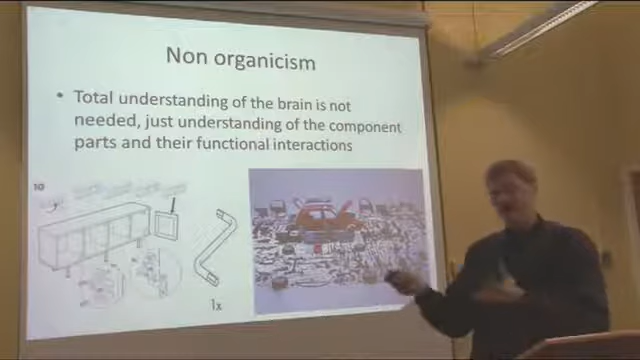 Non organicism
• Total understanding of the brain is not
needed, just understanding of the component
parts and their functional interactions
10
1x